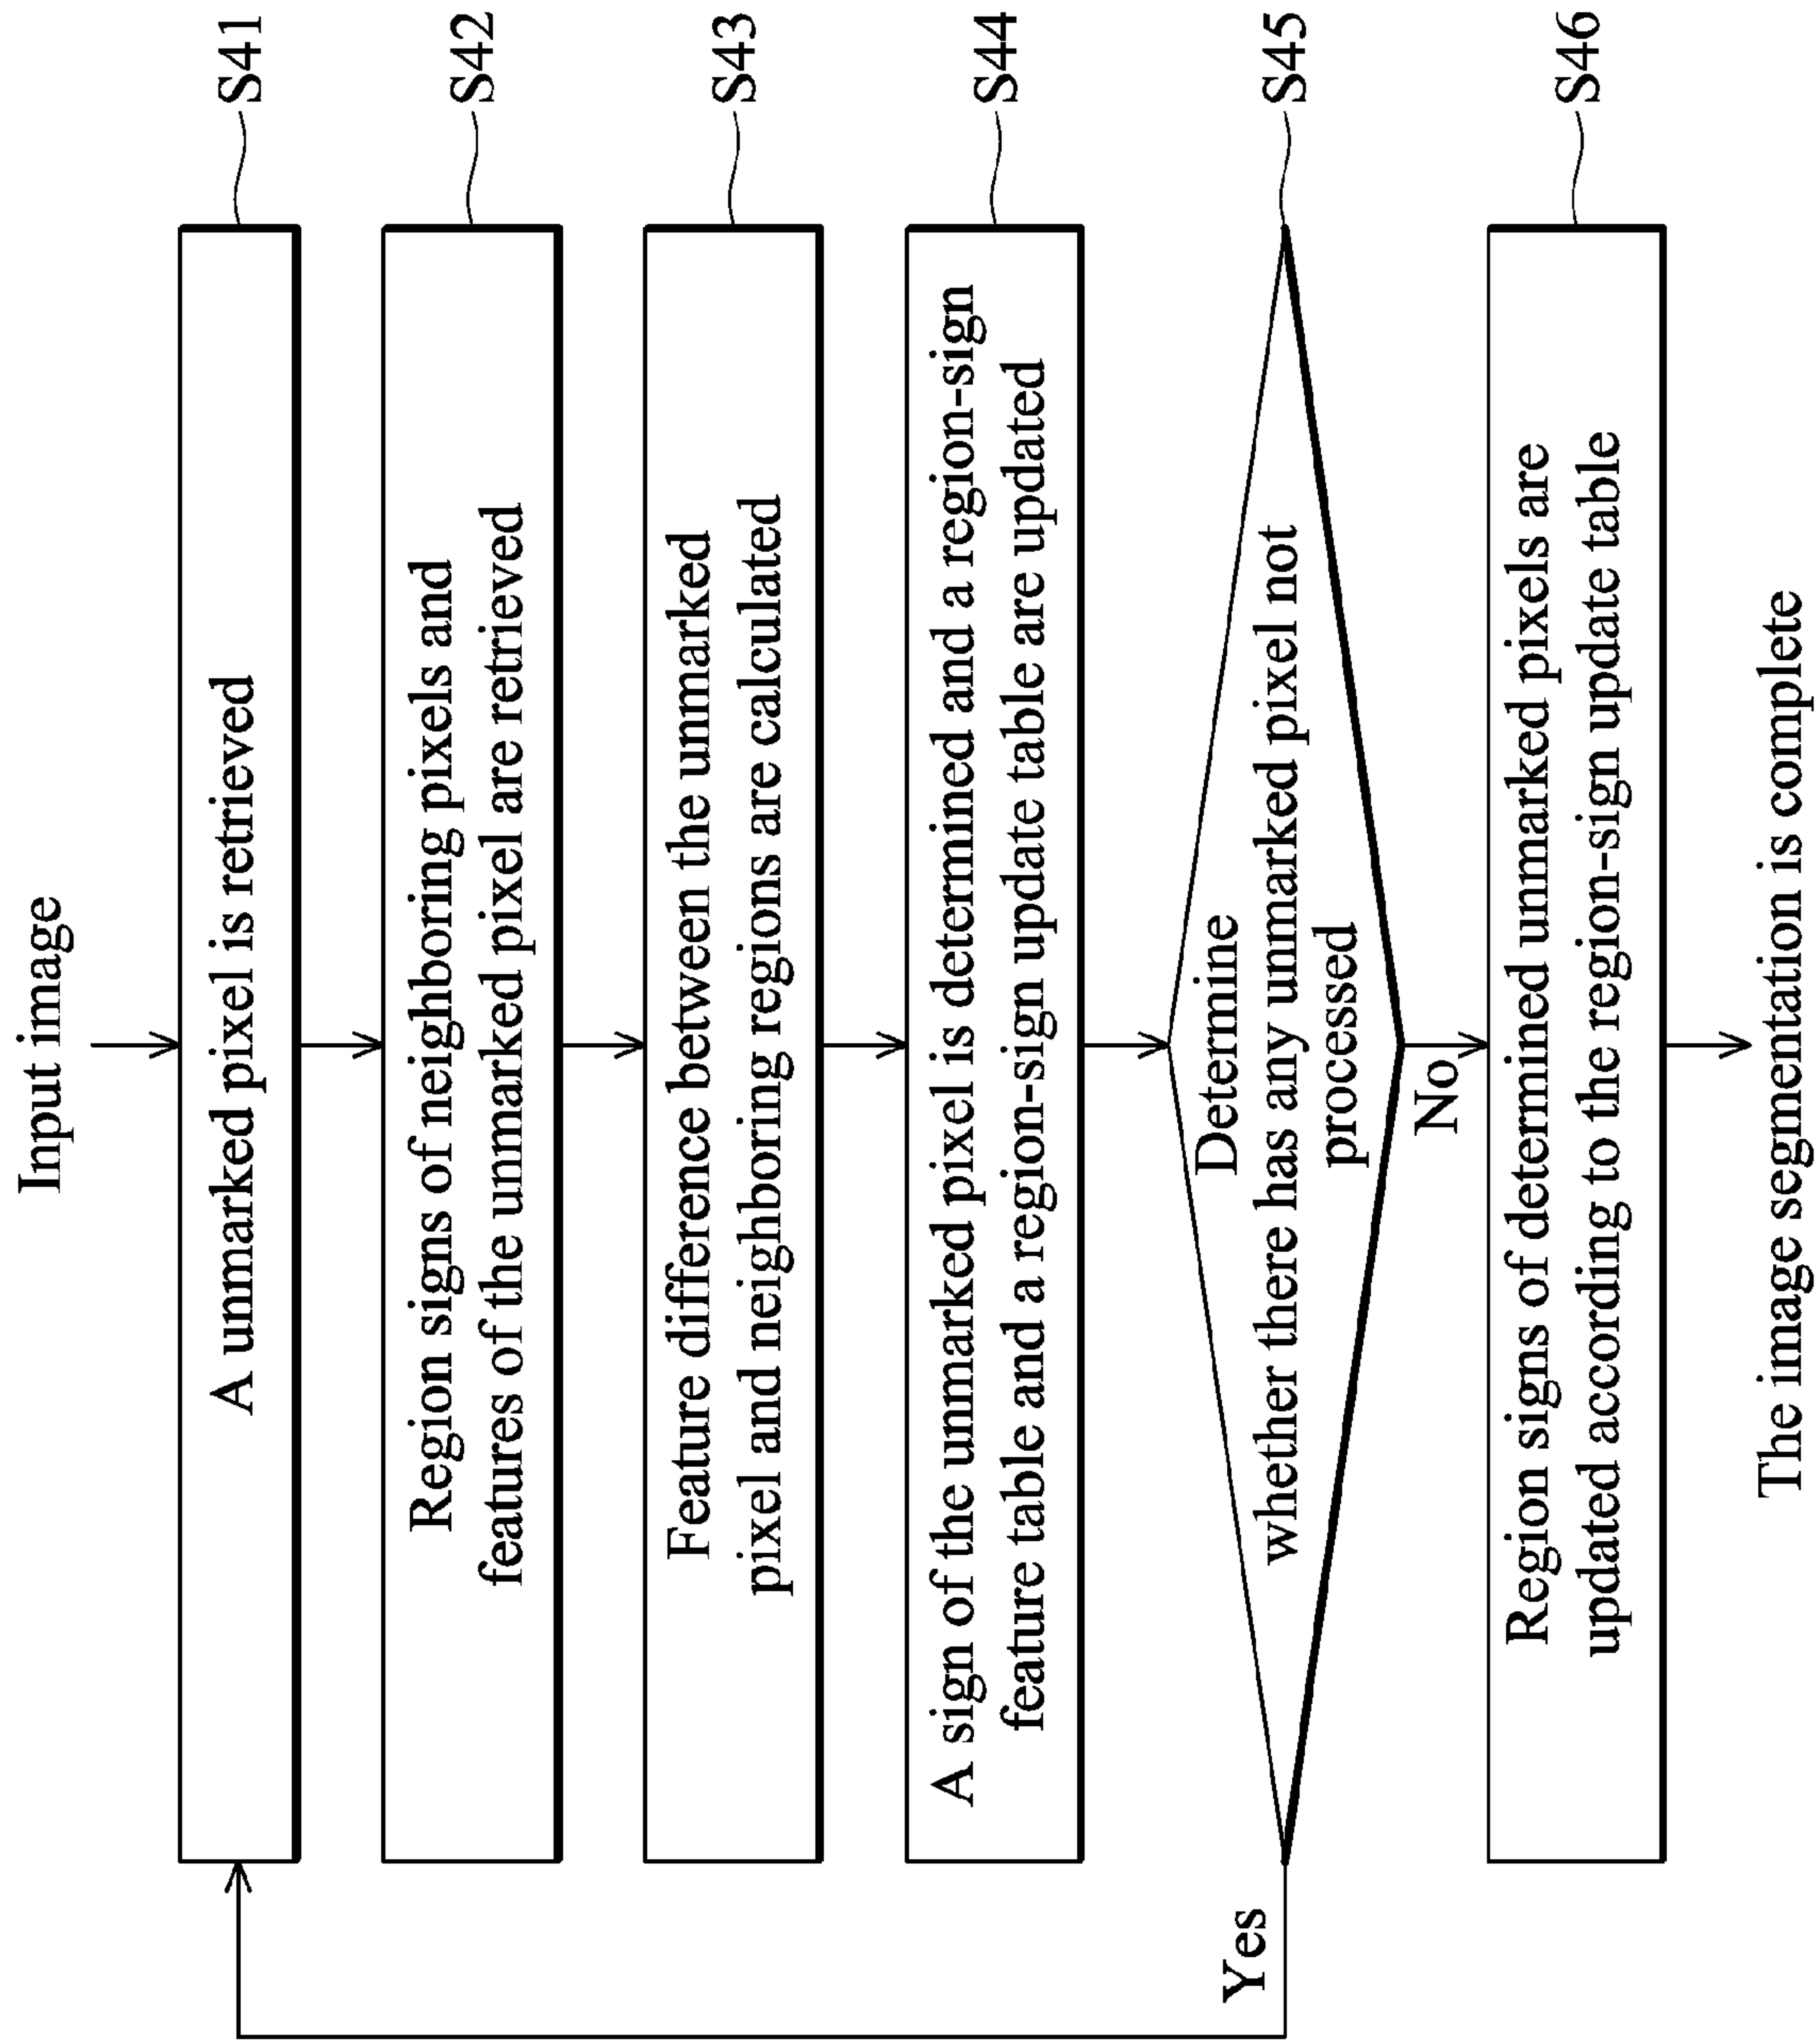 Input image
A unmarked pixel is retrieved
S41
Region signs of neighboring pixels and
features of the unmarked pixel are retrieved
S42
Feature difference between the unmarked
pixel and neighboring regions are calculated
S43
A sign of the unmarked pixel is determined and a region-sign
feature table and a region-sign update table are updated
S44
Determine
whether there has any unmarked pixel not
processed
S45
Yes
No
Region signs of determined unmarked pixels are
updated according to the region-sign update table
S46
The image segmentation is complete